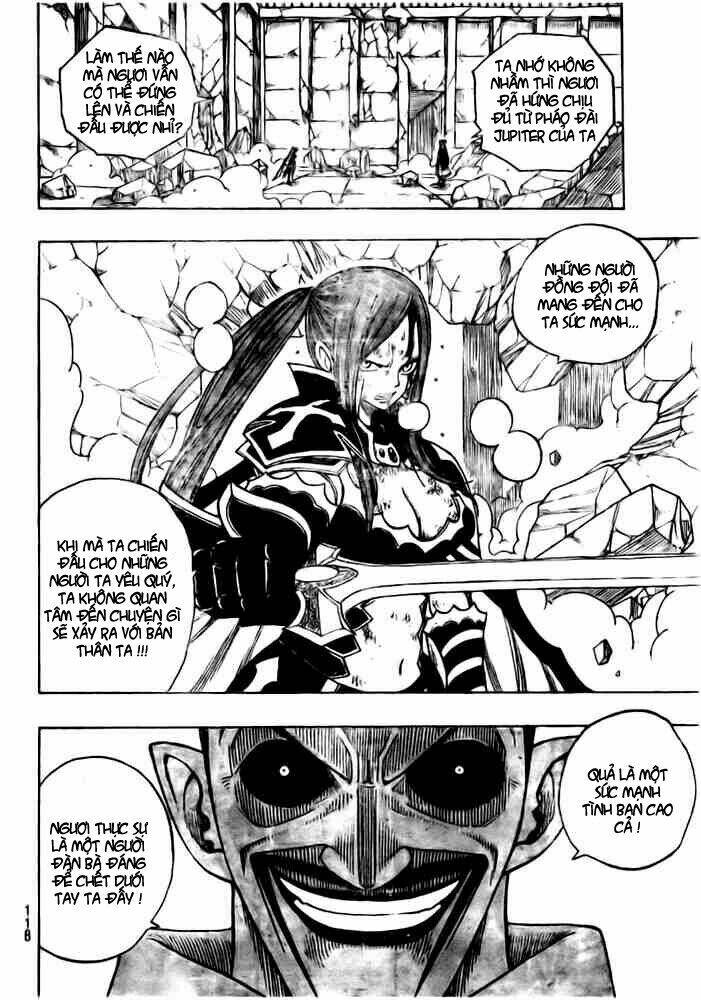 TA NHỚ KHÔNG
NHẦM THÌ NGƯƠI
ĐÃ HỨNG CHỊU
ĐỦ TỪ PHÁO ĐÀI
JUPITER CỦA TA
LÀM THẾ NÀO
MÀ NGƯƠI VẪN
CÓ THỂ ĐỨNG
LÊN VÀ CHIẾN
ĐẤU ĐƯỢC NHỈ?
NHỮNG NGƯỜI
ĐỒNG ĐỘI ĐÃ
MANG ĐẾN CHO
TA SỨC MẠNH...
KHI MÀ TA CHIẾN
ĐẤU CHO NHỮNG
NGƯỜI TA YÊU QUÝ,
TA KHÔNG QUAN
TÂM ĐẾN CHUYỆN GÌ
SẼ XẢY RA VỚI BẢN
THÂN TA !!!
QUẢ LÀ MỘT
SỨC MẠNH
TÌNH BẠN CAO
CẢ !
NGƯƠI THỰC SỰ
LÀ MỘT NGƯỜI
ĐÀN BÀ ĐÁNG
ĐỂ CHẾT DƯỚI
TAY TA ĐẤY !
118